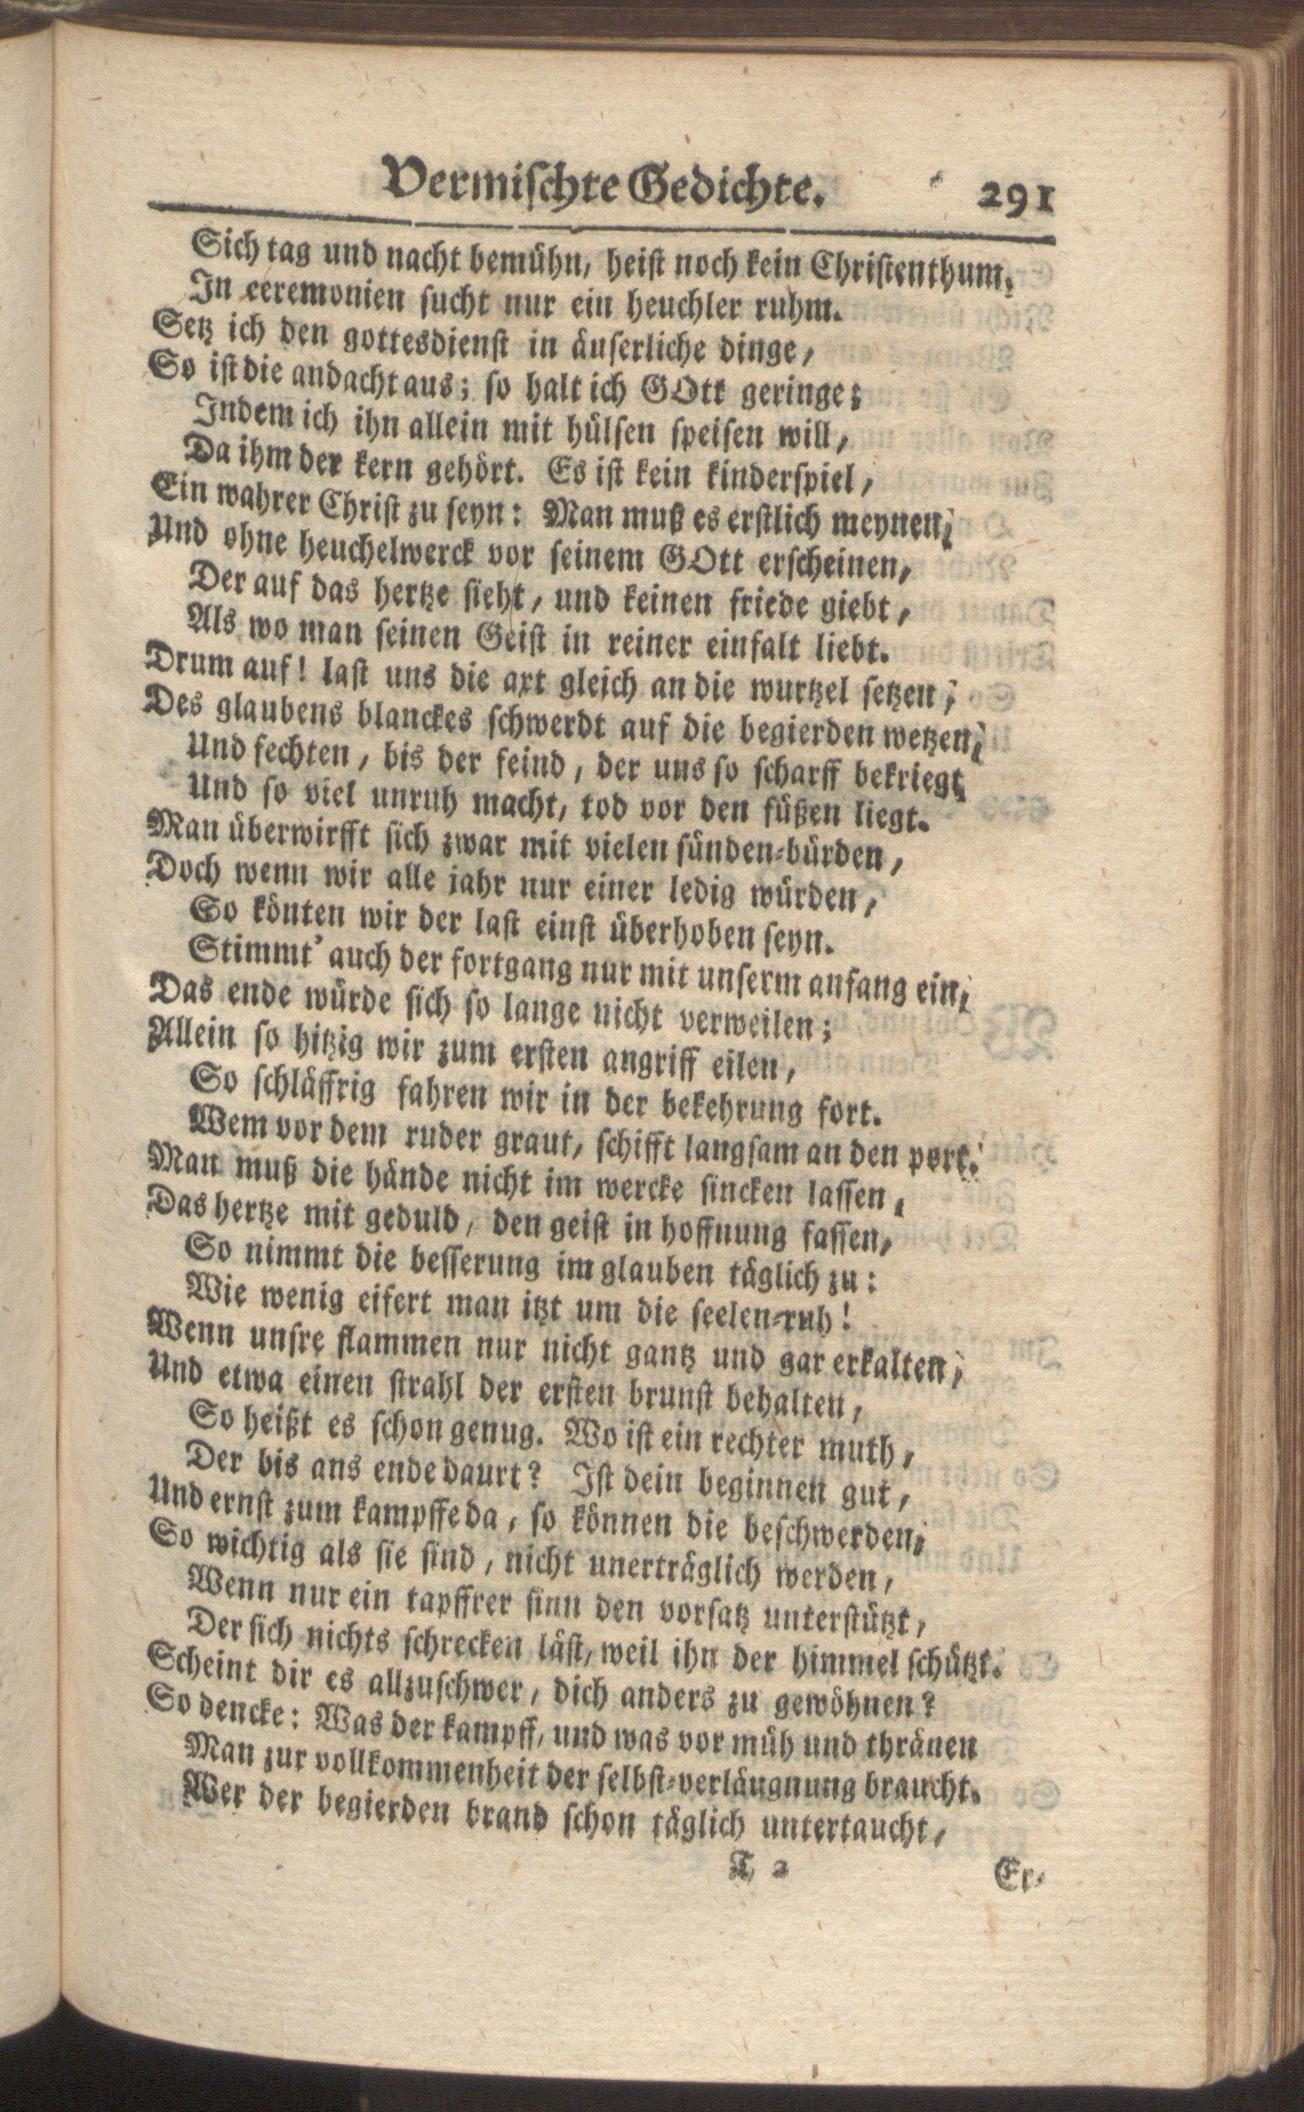 Vermischte Gedichte. 291
Sich tag und nacht bemühn, heist noch kein Christenthum.
In ceremonien sucht nur ein heuchler ruhm.
Setz ich den gottesdienst in äuserliche dinge,
So ist die andacht aus; so halt ich GOtt geringe;
Indem ich ihn allein mit hülsen speisen will,
Da ihm der kern gehört. Es ist kein kinderspiel,
Ein wahrer Christ zu seyn: Man muß es erstlich meynen,
Und ohne heuchelwerck vor seinem GOtt erscheinen,
Der auf das hertze sieht, und keinen friede giebt,
Als wo man seinen Geist in reiner einfalt liebt.
Drum auf! last uns die axt gleich an die wurtzel setzen,
Des glaubens blanckes schwerdt auf die begierden wetzen,
Und fechten, bis der feind, der uns so scharff bekriegt,
Und so viel unruh macht, tod vor den füßen liegt.
Man überwirfft sich zwar mit vielen sünden-bürden,
Doch wenn wir alle jahr nur einer ledig würden,
So könten wir der last einst überhoben seyn.
Stimmt' auch der fortgang nur mit unserm anfang ein,
Das ende würde sich so lange nicht verweilen;
Allein so hitzig wir zum ersten angriff eilen,
So schläffrig fahren wir in der bekehrung fort.
Wem vor dem ruder graut, schifft langsam an den port.
Man muß die hände nicht im wercke sincken lassen,
Das hertze mit geduld, den geist in hoffnung fassen,
So nimmt die besserung im glauben täglich zu:
Wie wenig eifert man itzt um die seelen-ruh!
Wenn unsre flammen nur nicht gantz und gar erkalten,
Und etwa einen strahl der ersten brunst behalten,
So heißt es schon genug. Wo ist ein rechter muth,
Der bis ans ende daurt? Ist dein beginnen gut,
Und ernst zum kampffe da, so können die beschwerden,
So wichtig als sie sind, nicht unerträglich werden,
Wenn nur ein tapffrer sinn den vorsatz unterstützt,
Der sich nichts schrecken läst, weil ihn der himmel schützt.
Scheint dir es allzuschwer, dich anders zu gewöhnen?
So dencke: Was der kampff, und was vor müh und thränen
Man zur vollkommenheit der selbst-verläugnung braucht.
Wer der begierden brand schon täglich untertaucht,
T 2 Er-